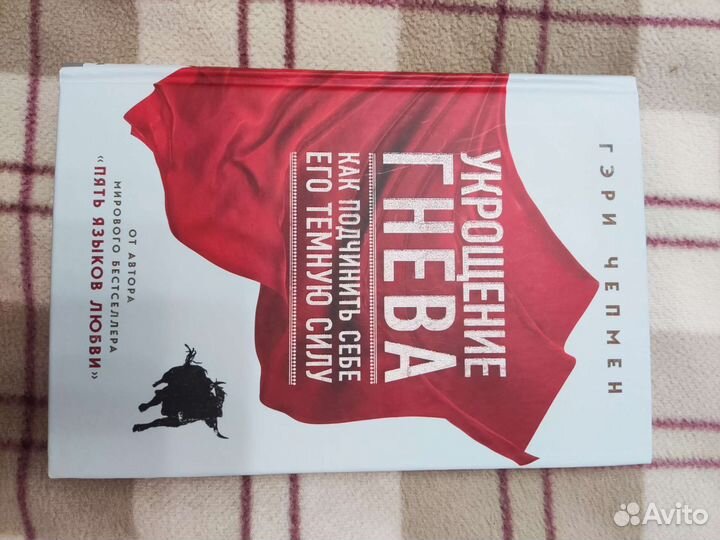 ГЭРИ ЧЕПМЕН
УКРОЩЕНИЕ
ГНЕВА
КАК ПОДЧИНИТЬ СЕБЕ
ЕГО ТЕМНУЮ СИЛУ
ОТ АВТОРА
МИРОВОГО БЕСТСЕЛЛЕРА
"ПЯТЬ ЯЗЫКОВ ЛЮБВИ"
Avito